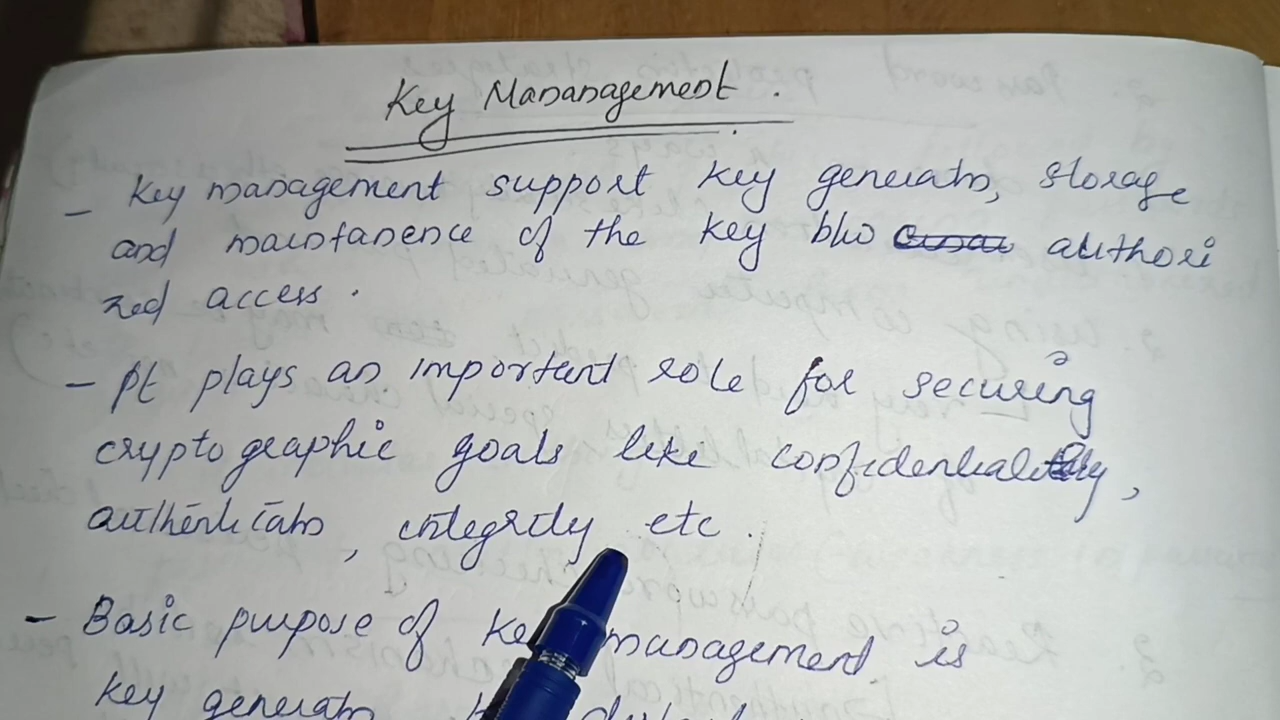 Key Mananagement.
- Key management support key generatn, storage
and maintanence of the key b/w authori
zed access.
- It plays an important role for securing
cryptographic goals like confidentiality,
authenticatn, integrity etc.
- Basic purpose of Ke management is
key generatn